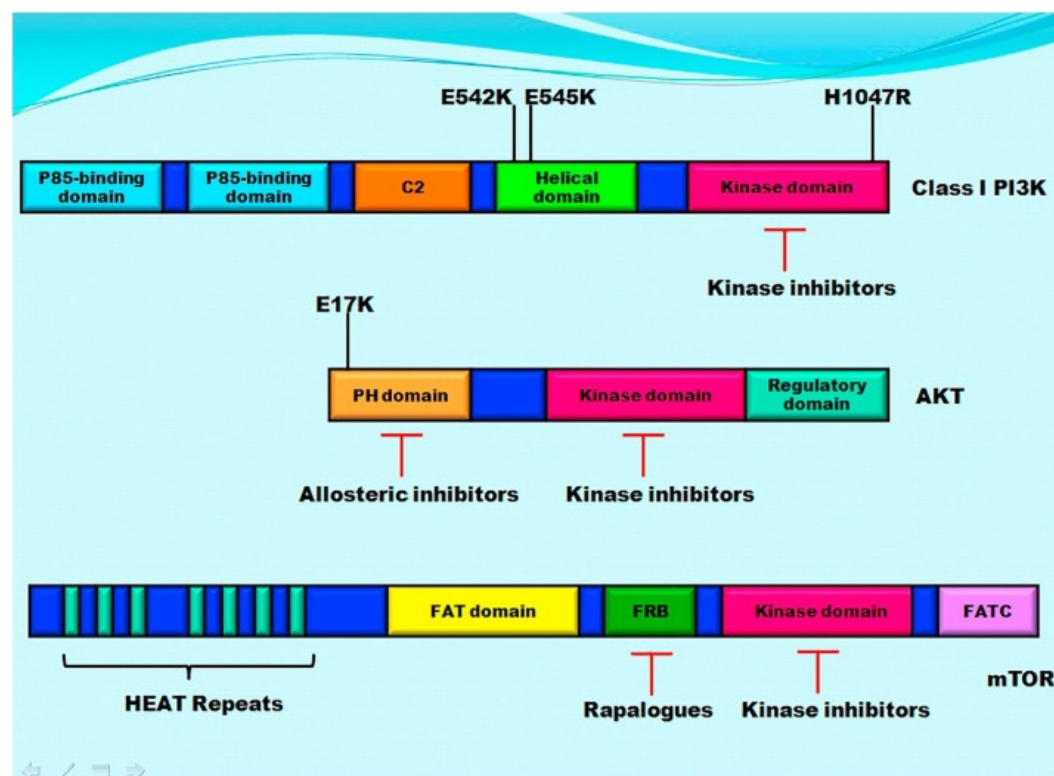 E542K E545K H1047R
P85-binding
domain
P85-binding
domain
C2
Helical
domain
Kinase domain
Class I PI3K
Kinase inhibitors
E17K
PH domain
Kinase domain
Regulatory
domain
AKT
Allosteric inhibitors
Kinase inhibitors
FAT domain
FRB
Kinase domain
FATC
mTOR
HEAT Repeats
Rapalogues
Kinase inhibitors